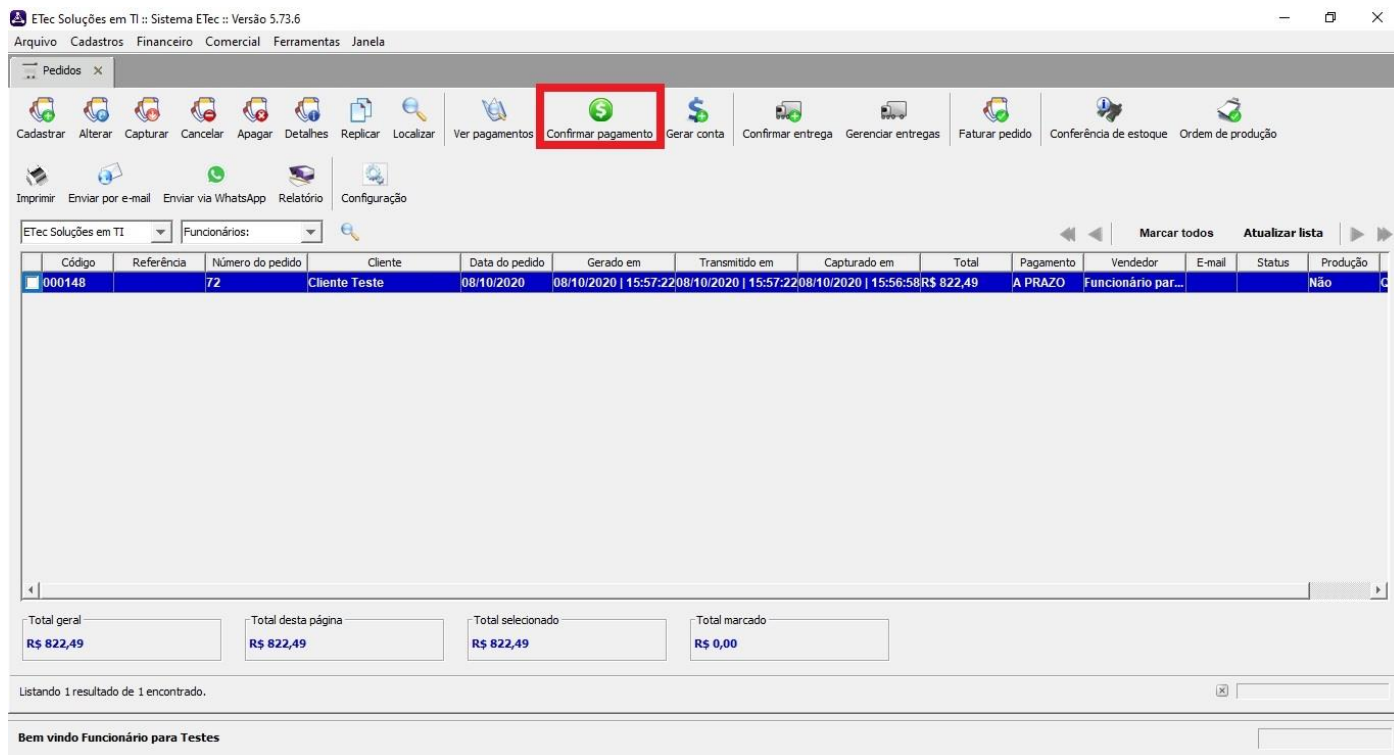 ETec Soluções em TI :: Sistema ETec :: Versão 5.73.6
Arquivo Cadastros Financeiro Comercial Ferramentas Janela
Pedidos
Cadastrar Alterar Capturar Cancelar Apagar Detalhes Replicar Localizar Ver pagamentos Confirmar pagamento Gerar conta Confirmar entrega Gerenciar entregas Faturar pedido Conferência de estoque Ordem de produção
Imprimir Enviar por e-mail Enviar via WhatsApp Relatório Configuração
ETec Soluções em TI Funcionários: Marcar todos Atualizar lista
Código Referência Número do pedido Cliente Data do pedido Gerado em Transmitido em Capturado em Total Pagamento Vendedor E-mail Status Produção
000148 72 Cliente Teste 08/10/2020 08/10/2020 | 15:57:22 08/10/2020 | 15:57:22 08/10/2020 | 15:56:58 R$ 822,49 A PRAZO Funcionário par... Não
Total geral Total desta página Total selecionado Total marcado
R$ 822,49 R$ 822,49 R$ 822,49 R$ 0,00
Listando 1 resultado de 1 encontrado.
Bem vindo Funcionário para Testes